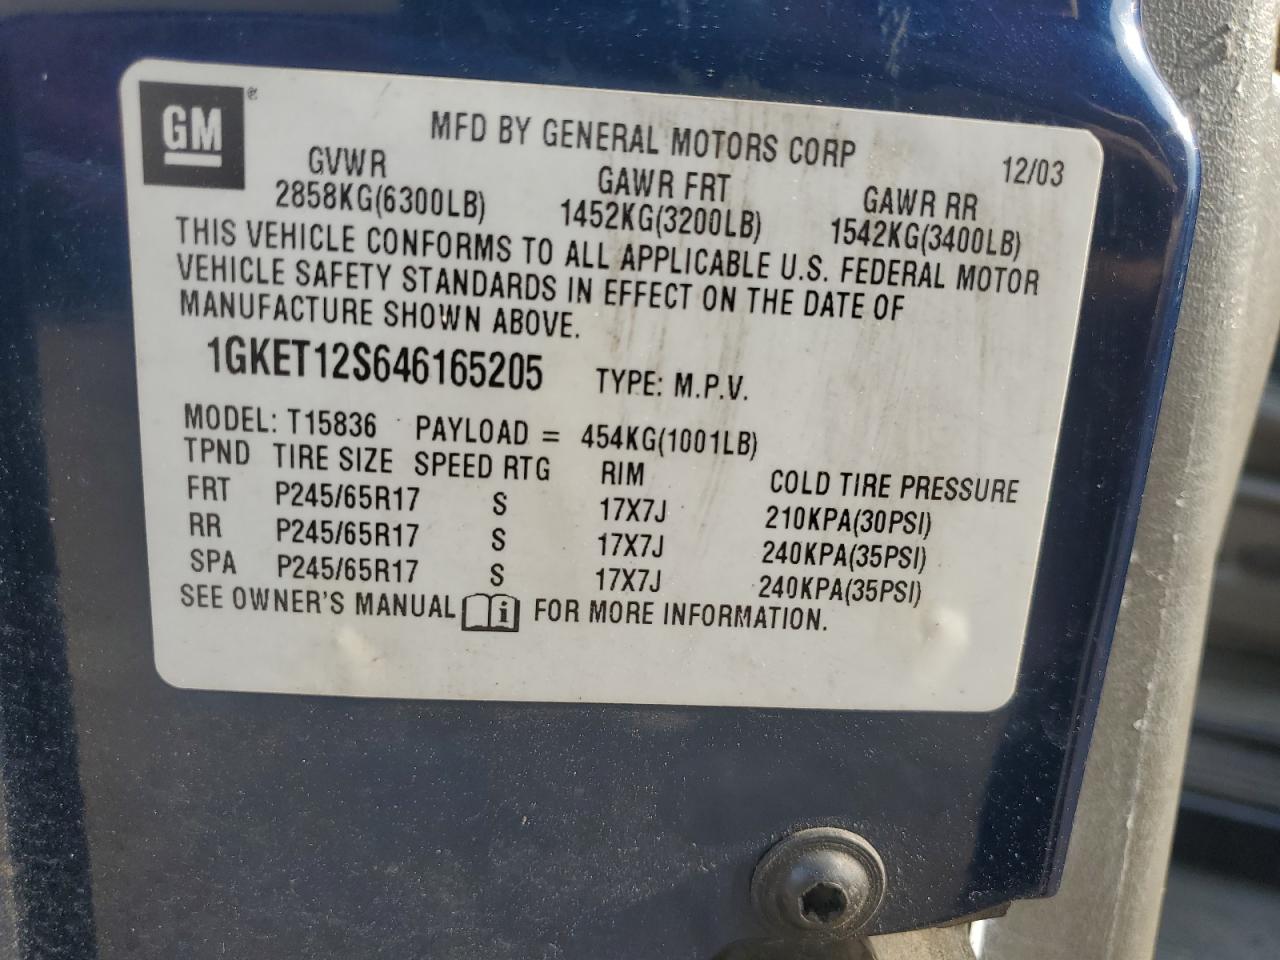 GM®
MFD BY GENERAL MOTORS CORP 12/03
GVWR GAWR FRT GAWR RR
2858KG(6300LB) 1452KG(3200LB) 1542KG(3400LB)
THIS VEHICLE CONFORMS TO ALL APPLICABLE U.S. FEDERAL MOTOR
VEHICLE SAFETY STANDARDS IN EFFECT ON THE DATE OF
MANUFACTURE SHOWN ABOVE.
1GKET12S646165205 TYPE: M.P.V.
MODEL: T15836 PAYLOAD = 454KG(1001LB)
TPND TIRE SIZE SPEED RTG RIM COLD TIRE PRESSURE
FRT P245/65R17 S 17X7J 210KPA(30PSI)
RR P245/65R17 S 17X7J 240KPA(35PSI)
SPA P245/65R17 S 17X7J 240KPA(35PSI)
SEE OWNER'S MANUAL i FOR MORE INFORMATION.